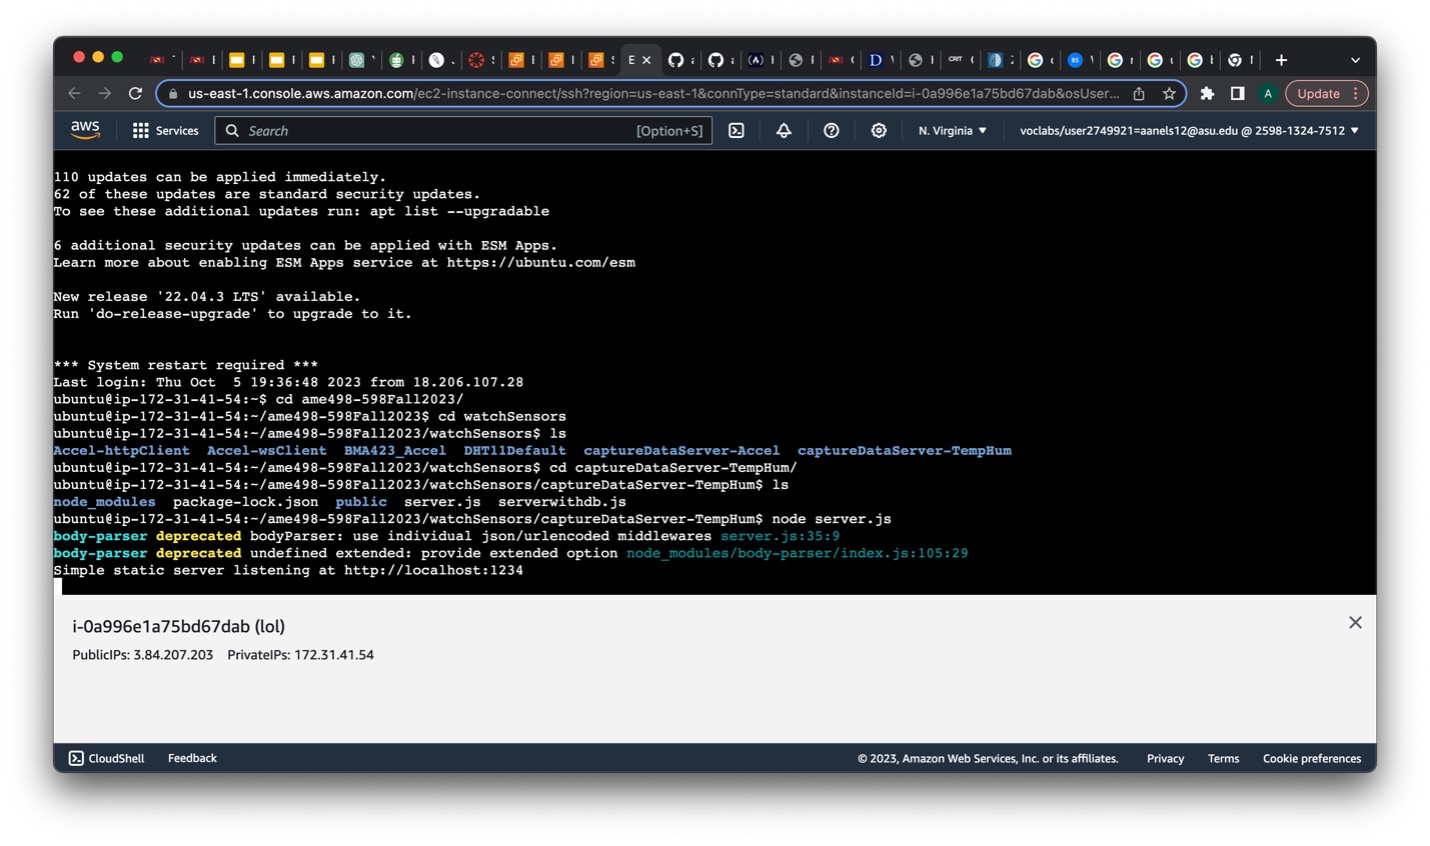 E
us-east-1.console.aws.amazon.com/ec2-instance-connect/ssh?region=us-east-1&connType=standard&instanceId=i-0a996e1a75bd67dab&osUser...
A
Update
aws
Services
Search
[Option+S]
N. Virginia
voclabs/user2749921=aanels12@asu.edu @ 2598-1324-7512
110 updates can be applied immediately.
62 of these updates are standard security updates.
To see these additional updates run: apt list --upgradable
6 additional security updates can be applied with ESM Apps.
Learn more about enabling ESM Apps service at https://ubuntu.com/esm
New release '22.04.3 LTS' available.
Run 'do-release-upgrade' to upgrade to it.
*** System restart required ***
Last login: Thu Oct  5 19:36:48 2023 from 18.206.107.28
ubuntu@ip-172-31-41-54:~$ cd ame498-598Fall2023/
ubuntu@ip-172-31-41-54:~/ame498-598Fall2023$ cd watchSensors
ubuntu@ip-172-31-41-54:~/ame498-598Fall2023/watchSensors$ ls
Accel-httpClient  Accel-wsClient  BMA423_Accel  DHT11Default  captureDataServer-Accel  captureDataServer-TempHum
ubuntu@ip-172-31-41-54:~/ame498-598Fall2023/watchSensors$ cd captureDataServer-TempHum/
ubuntu@ip-172-31-41-54:~/ame498-598Fall2023/watchSensors/captureDataServer-TempHum$ ls
node_modules  package-lock.json  public  server.js  serverwithdb.js
ubuntu@ip-172-31-41-54:~/ame498-598Fall2023/watchSensors/captureDataServer-TempHum$ node server.js
body-parser deprecated bodyParser: use individual json/urlencoded middlewares server.js:35:9
body-parser deprecated undefined extended: provide extended option node_modules/body-parser/index.js:105:29
Simple static server listening at http://localhost:1234
i-0a996e1a75bd67dab (lol)
PublicIPs: 3.84.207.203    PrivateIPs: 172.31.41.54
CloudShell
Feedback
© 2023, Amazon Web Services, Inc. or its affiliates.
Privacy
Terms
Cookie preferences